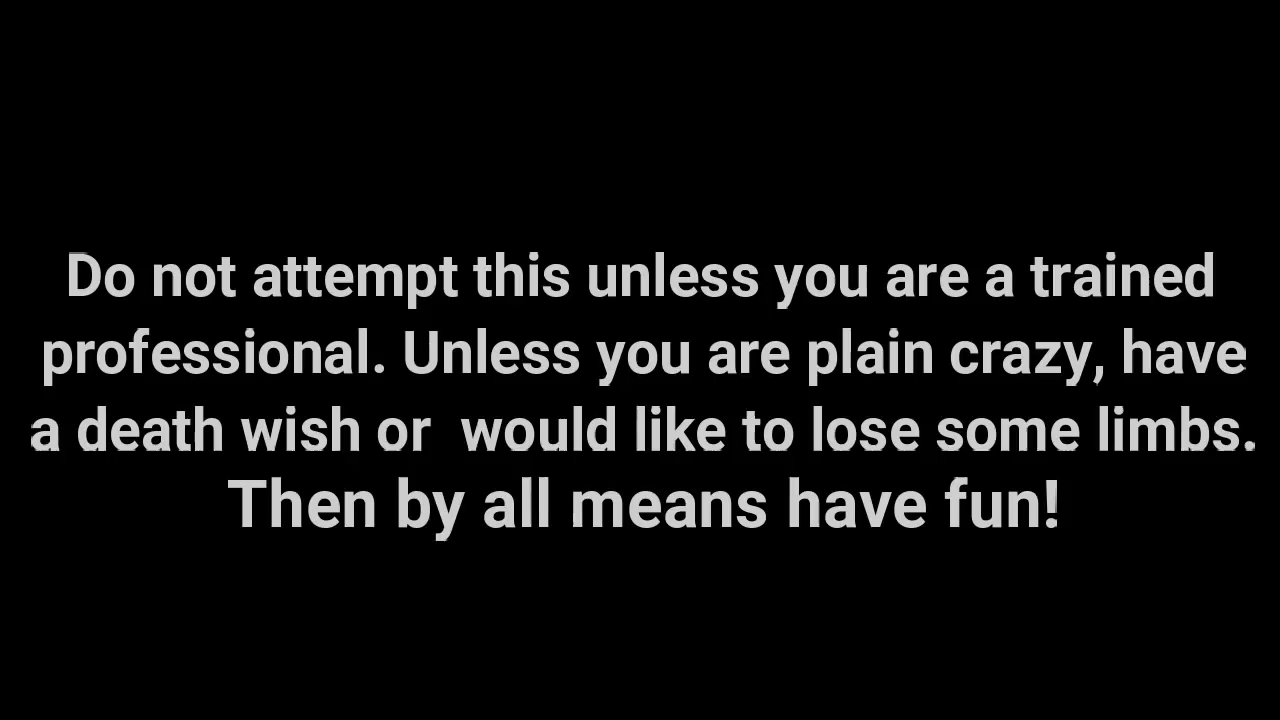 Do not attempt this unless you are a trained
professional. Unless you are plain crazy, have
a death wish or  would like to lose some limbs.
Then by all means have fun!